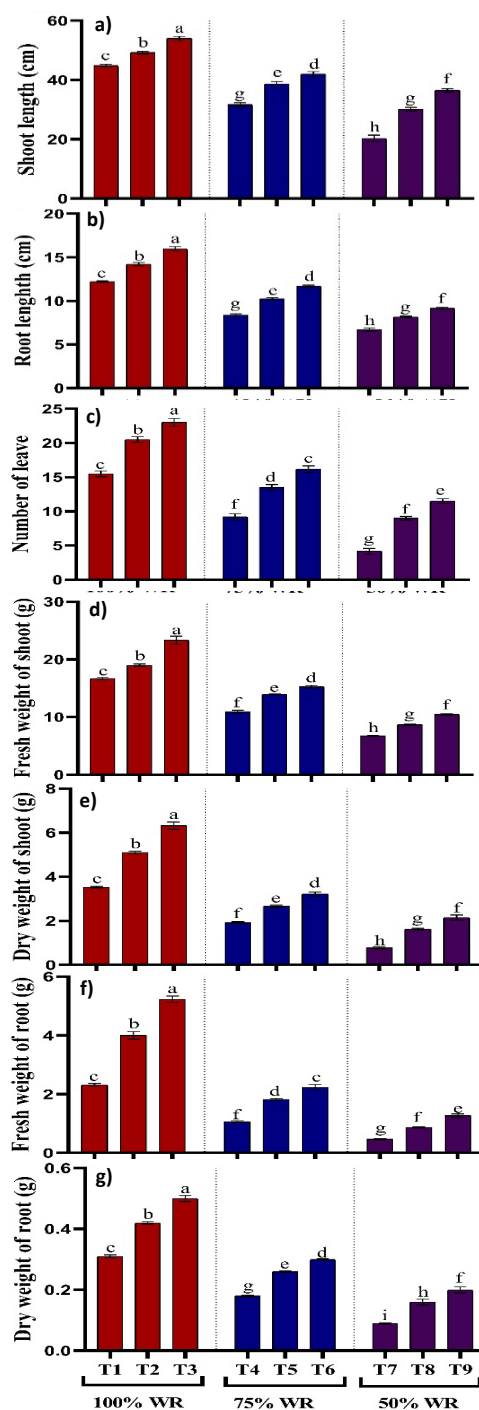 a)
Shoot length (cm)
60
40
20
0
c b a g e d h g f
b)
Root lenghth (cm)
20
15
10
5
0
c b a g e d h g f
c)
Number of leave
25
20
15
10
5
0
c b a f d c g f e
d)
Fresh weight of shoot (g)
30
20
10
0
c b a f e d h g f
e)
Dry weight of shoot (g)
8
6
4
2
0
c b a f e d h g f
f)
Fresh weight of root (g)
6
4
2
0
c b a f d c g f e
g)
Dry weight of root (g)
0.6
0.4
0.2
0.0
c b a g e d i h f
T1 T2 T3 T4 T5 T6 T7 T8 T9
100% WR 75% WR 50% WR